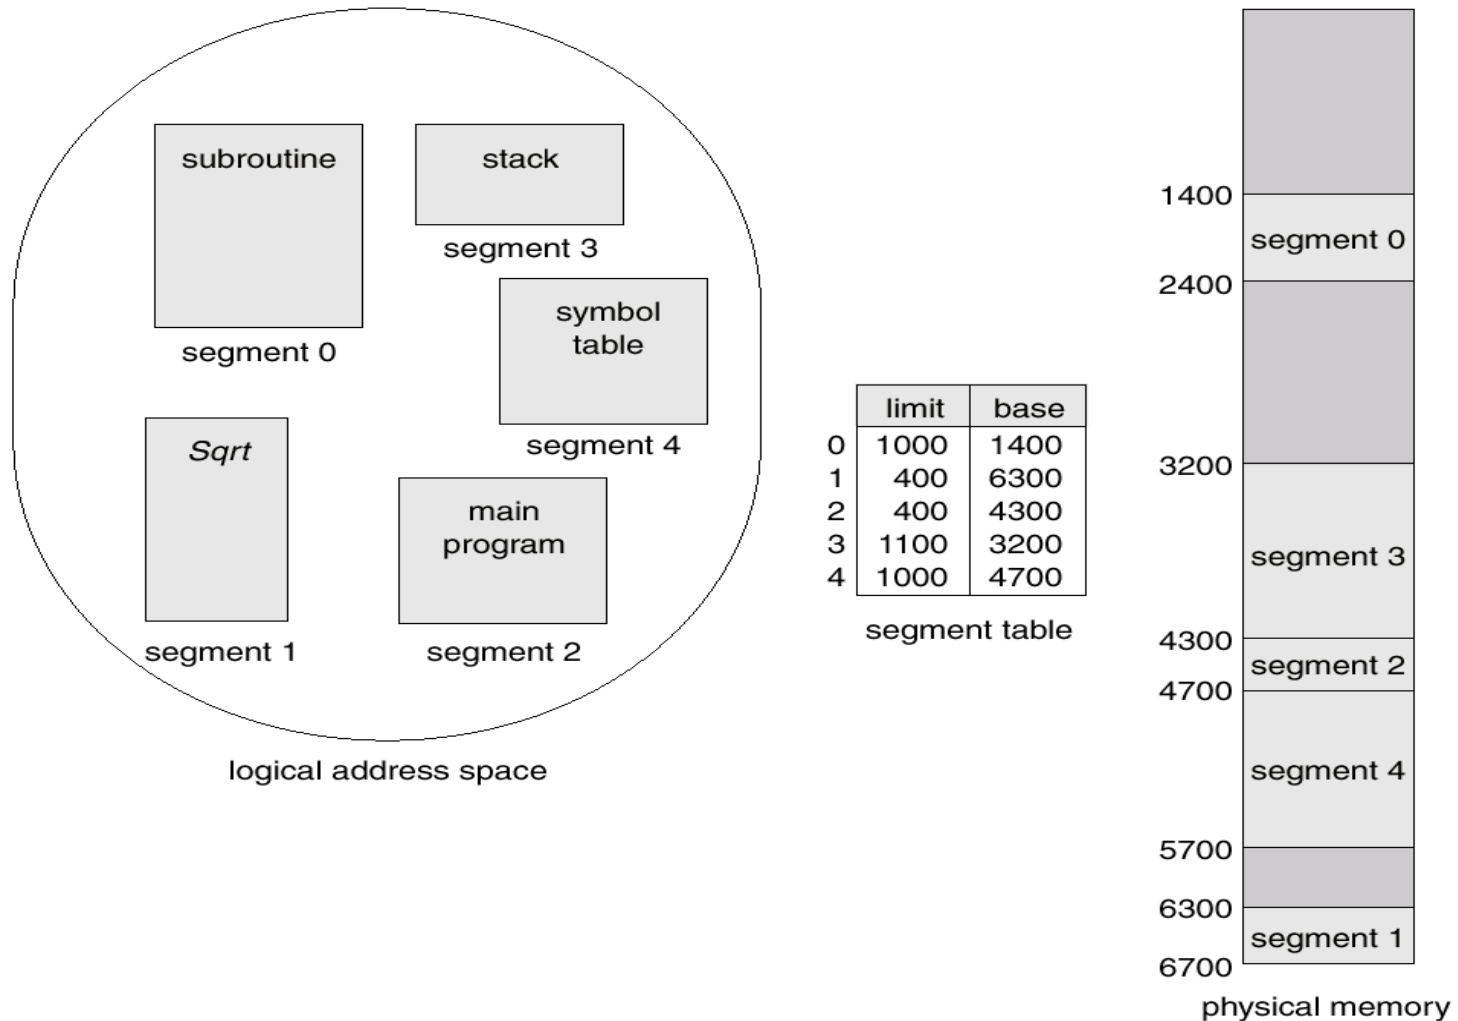 subroutine
segment 0
stack
segment 3
symbol
table
segment 4
Sqrt
segment 1
main
program
segment 2
logical address space
limit base
0 1000 1400
1 400 6300
2 400 4300
3 1100 3200
4 1000 4700
segment table
1400
segment 0
2400
3200
segment 3
4300
segment 2
4700
segment 4
5700
6300
segment 1
6700
physical memory